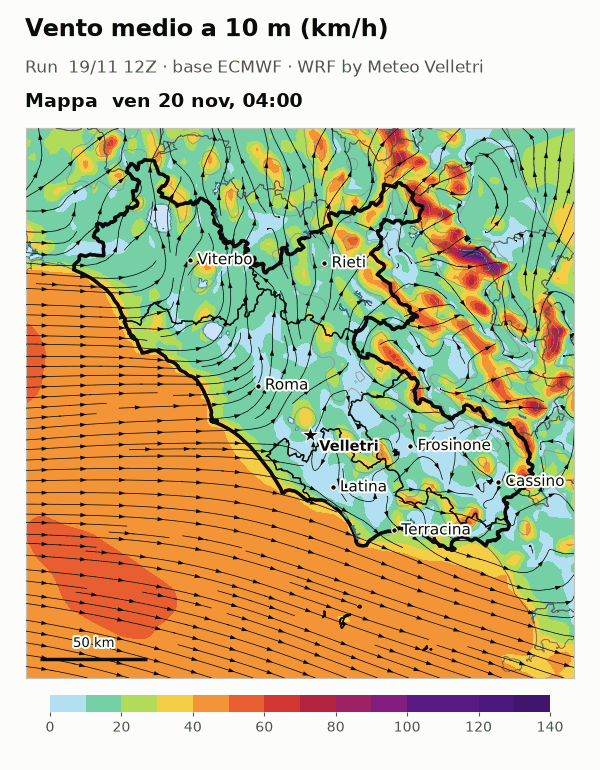 Vento medio a 10 m (km/h)
Run  19/11 12Z · base ECMWF · WRF by Meteo Velletri
Mappa  ven 20 nov, 04:00
Viterbo
Rieti
Roma
Velletri
Frosinone
Latina
Cassino
Terracina
50 km
0 20 40 60 80 100 120 140